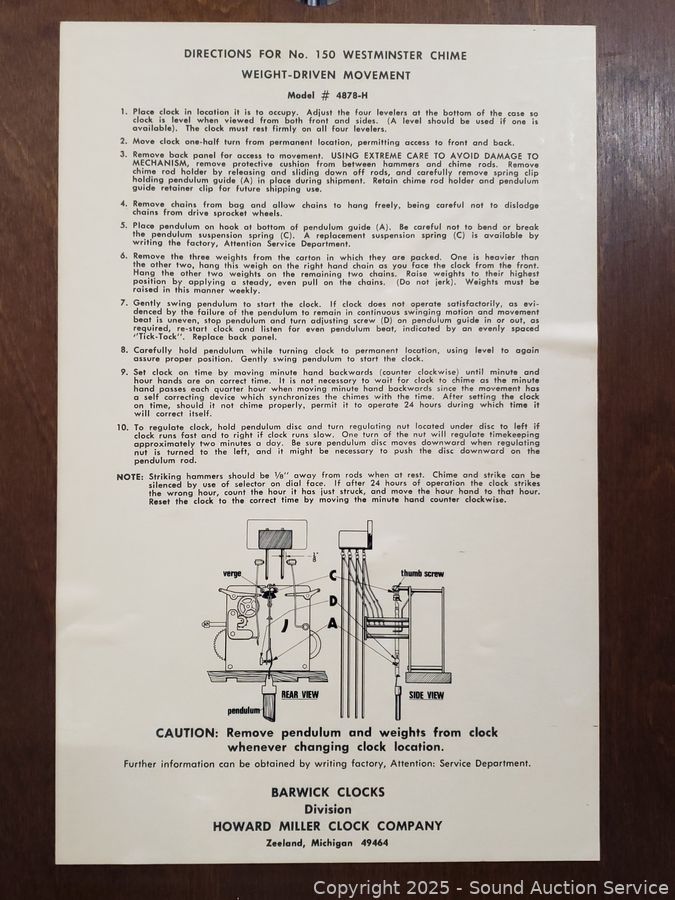 DIRECTIONS FOR No. 150 WESTMINSTER CHIME
WEIGHT-DRIVEN MOVEMENT
Model # 4878-H
1. Place clock in location it is to occupy. Adjust the four levelers at the bottom of the case so
clock is level when viewed from both front and sides. (A level should be used if one is
available). The clock must rest firmly on all four levelers.
2. Move clock one-half turn from permanent location, permitting access to front and back.
3. Remove back panel for access to movement. USING EXTREME CARE TO AVOID DAMAGE TO
MECHANISM, remove protective cushion from between hammers and chime rods. Remove
chime rod holder by releasing and sliding down off rods, and carefully remove spring clip
holding pendulum guide (A) in place during shipment. Retain chime rod holder and pendulum
guide retainer clip for future shipping use.
4. Remove chains from bag and allow chains to hang freely, being careful not to dislodge
chains from drive sprocket wheels.
5. Place pendulum on hook at bottom of pendulum guide (A). Be careful not to bend or break
the pendulum suspension spring (C). A replacement suspension spring (C) is available by
writing the factory, Attention Service Department.
6. Remove the three weights from the carton in which they are packed. One is heavier than
the other two, hang this weigh on the right hand chain as you face the clock from the front.
Hang the other two weights on the remaining two chains. Raise weights to their highest
position by applying a steady, even pull on the chains. (Do not jerk). Weights must be
raised in this manner weekly.
7. Gently swing pendulum to start the clock. If clock does not operate satisfactorily, as evi-
denced by the failure of the pendulum to remain in continuous swinging motion and movement
beat is uneven, stop pendulum and turn adjusting screw (D) on pendulum guide in or out, as
required, re-start clock and listen for even pendulum beat, indicated by an evenly spaced
"Tick-Tock". Replace back panel.
8. Carefully hold pendulum while turning clock to permanent location, using level to again
assure proper position. Gently swing pendulum to start the clock.
9. Set clock on time by moving minute hand backwards (counter clockwise) until minute and
hour hands are on correct time. It is not necessary to wait for clock to chime as the minute
hand passes each quarter hour when moving minute hand backwards since the movement has
a self correcting device which synchronizes the chimes with the time. After setting the clock
on time, should it not chime properly, permit it to operate 24 hours during which time it
will correct itself.
10. To regulate clock, hold pendulum disc and turn regulating nut located under disc to left if
clock runs fast and to right if clock runs slow. One turn of the nut will regulate timekeeping
approximately two minutes a day. Be sure pendulum disc moves downward when regulating
nut is turned to the left, and it might be necessary to push the disc downward on the
pendulum rod.
NOTE: Striking hammers should be 1/8" away from rods when at rest. Chime and strike can be
silenced by use of selector on dial face. If after 24 hours of operation the clock strikes
the wrong hour, count the hour it has just struck, and move the hour hand to that hour.
Reset the clock to the correct time by moving the minute hand counter clockwise.
1/8"
verge
C
thumb screw
D
A
REAR VIEW
SIDE VIEW
pendulum
CAUTION: Remove pendulum and weights from clock
whenever changing clock location.
Further information can be obtained by writing factory, Attention: Service Department.
BARWICK CLOCKS
Division
HOWARD MILLER CLOCK COMPANY
Zeeland, Michigan 49464
Copyright 2025 - Sound Auction Service